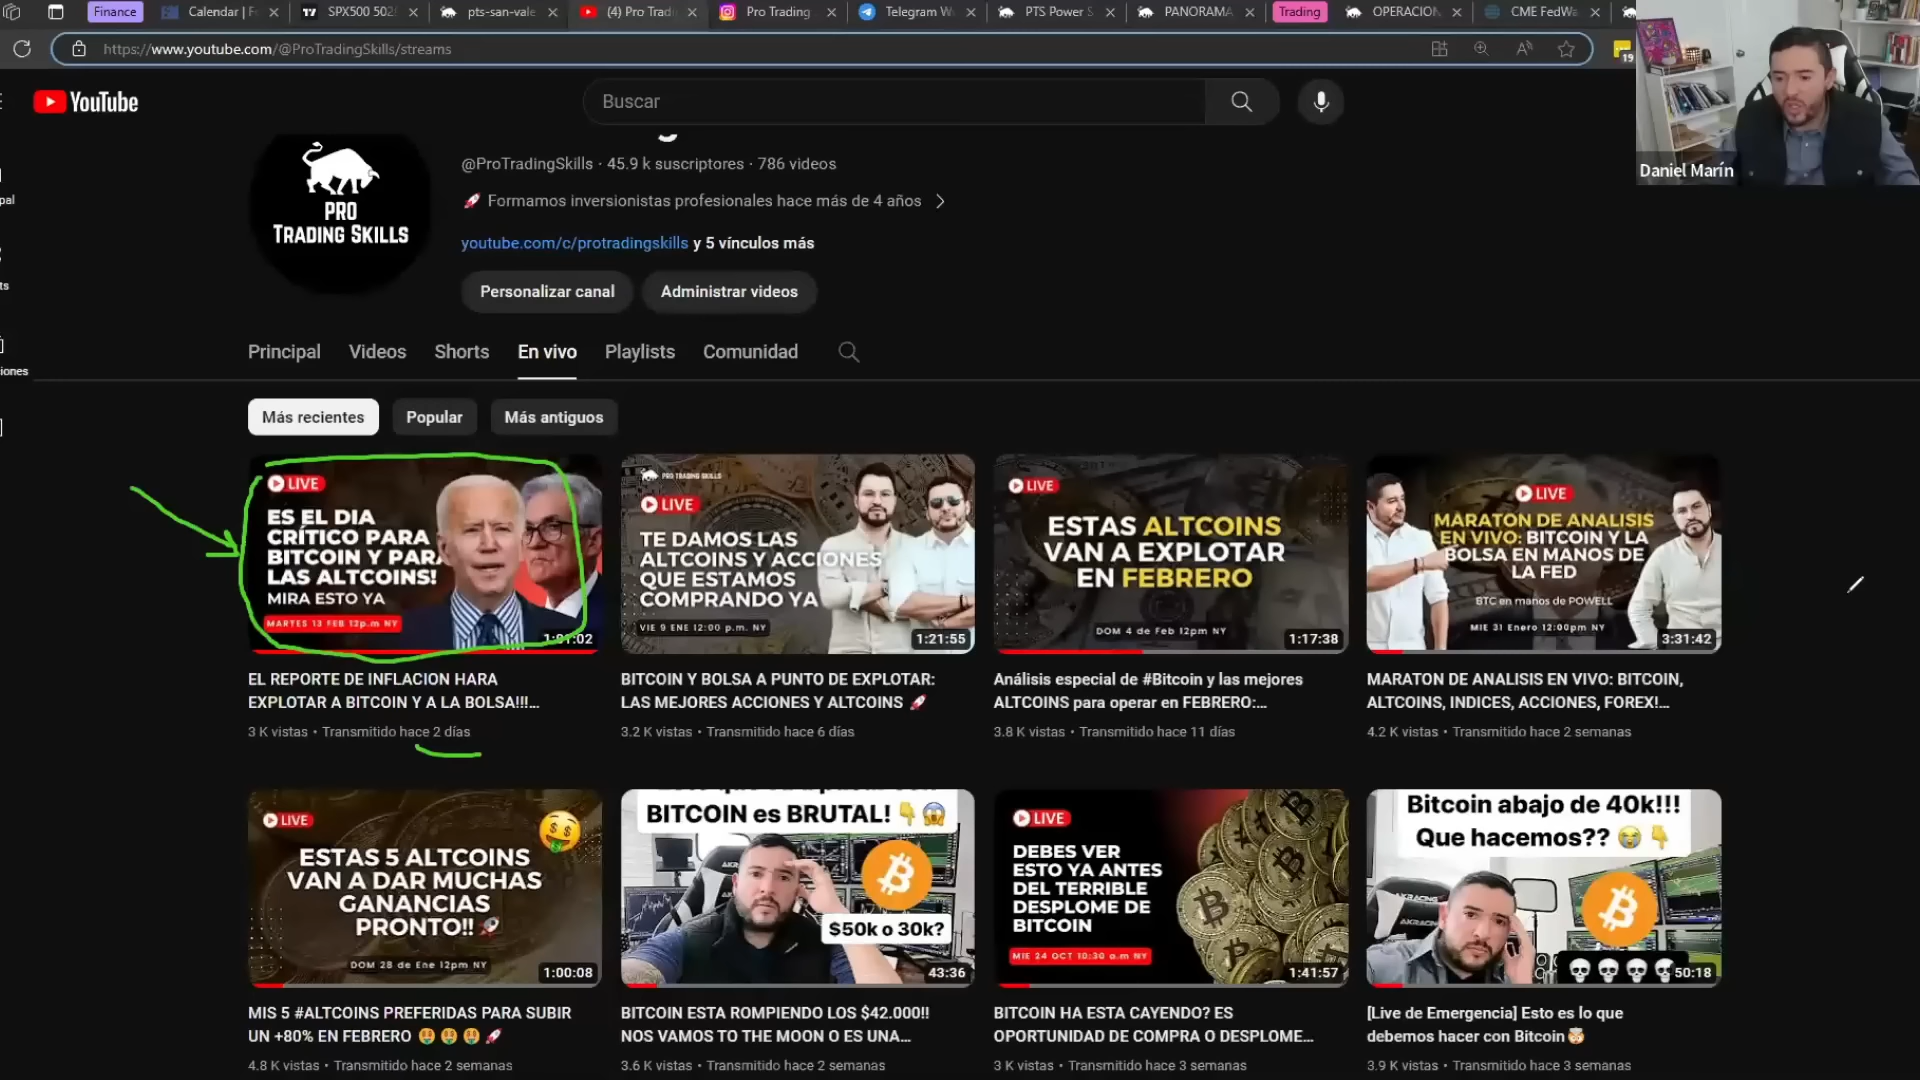 Finance
Calendar | F
SPX500 502
pts-san-vale
(4) Pro Tradi
Pro Trading
Telegram W
PTS Power S
PANORAMA
Trading
OPERACION
CME FedWa
https://www.youtube.com/@ProTradingSkills/streams
19
YouTube
Buscar
Daniel Marín
PRO
TRADING SKILLS
@ProTradingSkills · 45.9 k suscriptores · 786 videos
🚀 Formamos inversionistas profesionales hace más de 4 años
youtube.com/c/protradingskills y 5 vínculos más
Personalizar canal
Administrar videos
pal
ts
iones
Principal
Videos
Shorts
En vivo
Playlists
Comunidad
Más recientes
Popular
Más antiguos
LIVE
ES EL DIA
CRÍTICO PARA
BITCOIN Y PARA
LAS ALTCOINS!
MIRA ESTO YA
MARTES 13 FEB 12p.m NY
EL REPORTE DE INFLACION HARA
EXPLOTAR A BITCOIN Y A LA BOLSA!!!...
3 K vistas • Transmitido hace 2 días
PRO TRADING SKILLS
LIVE
TE DAMOS LAS
ALTCOINS Y ACCIONES
QUE ESTAMOS
COMPRANDO YA
VIE 9 ENE 12:00 p.m. NY
1:21:55
BITCOIN Y BOLSA A PUNTO DE EXPLOTAR:
LAS MEJORES ACCIONES Y ALTCOINS 🚀
3.2 K vistas • Transmitido hace 6 días
LIVE
ESTAS ALTCOINS
VAN A EXPLOTAR
EN FEBRERO
DOM 4 de Feb 12pm NY
1:17:38
Análisis especial de #Bitcoin y las mejores
ALTCOINS para operar en FEBRERO:...
3.8 K vistas • Transmitido hace 11 días
LIVE
MARATON DE ANALISIS
EN VIVO: BITCOIN Y LA
BOLSA EN MANOS DE
LA FED
BTC en manos de POWELL
MIE 31 Enero 12:00pm NY
3:31:42
MARATON DE ANALISIS EN VIVO: BITCOIN,
ALTCOINS, INDICES, ACCIONES, FOREX!...
4.2 K vistas • Transmitido hace 2 semanas
LIVE
ESTAS 5 ALTCOINS
VAN A DAR MUCHAS
GANANCIAS
PRONTO!! 🚀
DOM 28 de Ene 12pm NY
1:00:08
MIS 5 #ALTCOINS PREFERIDAS PARA SUBIR
UN +80% EN FEBRERO 🤑🤑🤑🚀
4.8 K vistas • Transmitido hace 2 semanas
BITCOIN es BRUTAL! 👇😱
AKRACING
$50k o 30k?
43:36
BITCOIN ESTA ROMPIENDO LOS $42.000!!
NOS VAMOS TO THE MOON O ES UNA...
3.6 K vistas • Transmitido hace 2 semanas
LIVE
DEBES VER
ESTO YA ANTES
DEL TERRIBLE
DESPLOME DE
BITCOIN
MIE 24 OCT 10:30 a.m NY
1:41:57
BITCOIN HA ESTA CAYENDO? ES
OPORTUNIDAD DE COMPRA O DESPLOME...
3 K vistas • Transmitido hace 3 semanas
Bitcoin abajo de 40k!!!
Que hacemos?? 😭👇
AKRACING
50:18
[Live de Emergencia] Esto es lo que
debemos hacer con Bitcoin🤯
3.9 K vistas • Transmitido hace 3 semanas